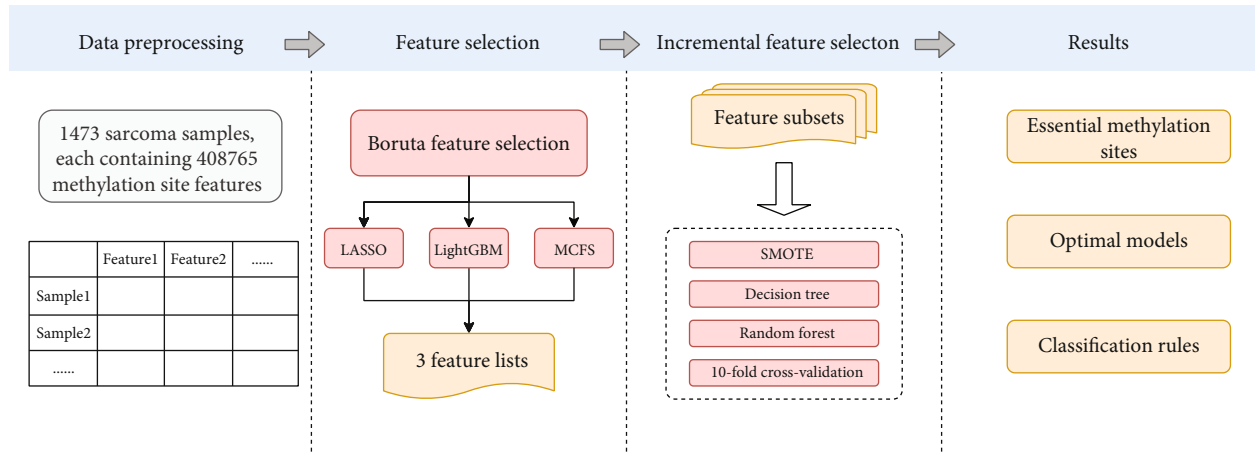 Data preprocessing
Feature selection
Incremental feature selecton
Results
1473 sarcoma samples,
each containing 408765
methylation site features
Feature1 Feature2 ......
Sample1
Sample2
......
Boruta feature selection
LASSO LightGBM MCFS
3 feature lists
Feature subsets
SMOTE
Decision tree
Random forest
10-fold cross-validation
Essential methylation
sites
Optimal models
Classification rules